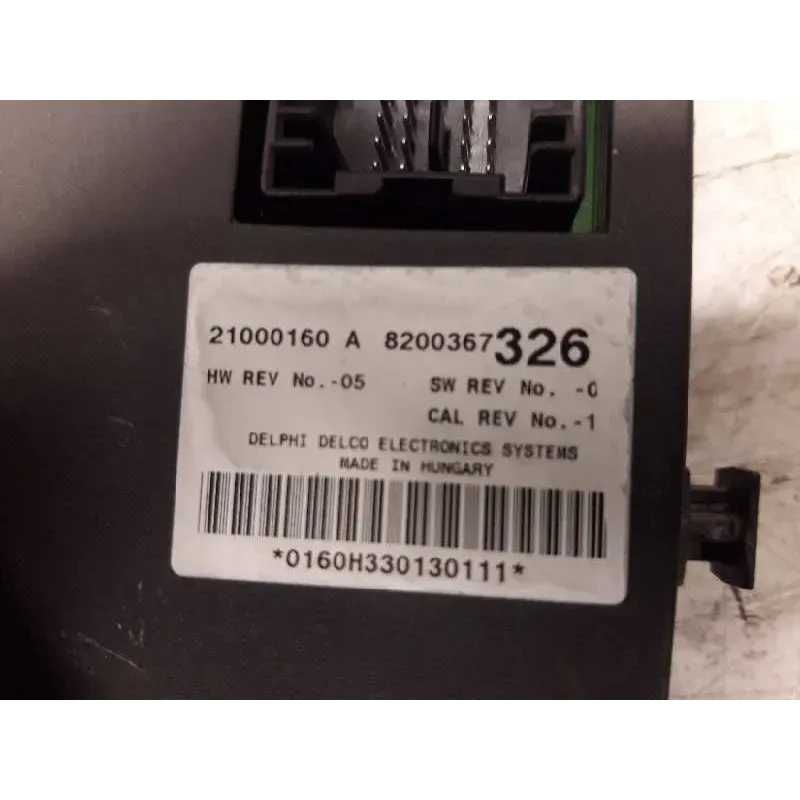 21000160 A 8200367326
HW REV No.-05 SW REV No. -0
CAL REV No.-1
DELPHI DELCO ELECTRONICS SYSTEMS
MADE IN HUNGARY
*0160H330130111*